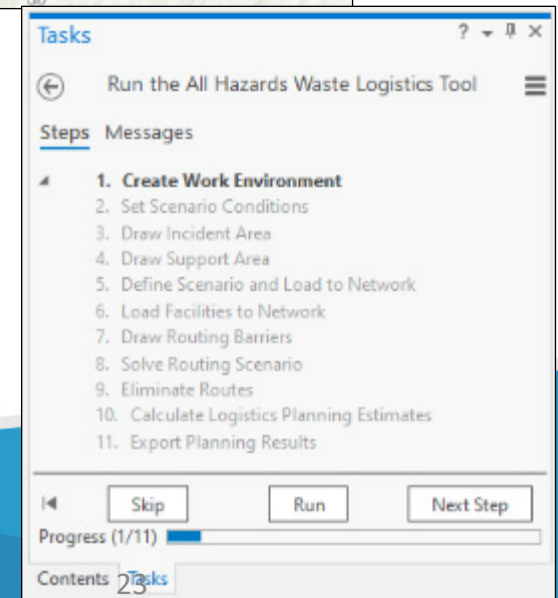 Tasks
Run the All Hazards Waste Logistics Tool
Steps Messages
1. Create Work Environment
2. Set Scenario Conditions
3. Draw Incident Area
4. Draw Support Area
5. Define Scenario and Load to Network
6. Load Facilities to Network
7. Draw Routing Barriers
8. Solve Routing Scenario
9. Eliminate Routes
10. Calculate Logistics Planning Estimates
11. Export Planning Results
Skip Run Next Step
Progress (1/11)
Contents Tasks
23